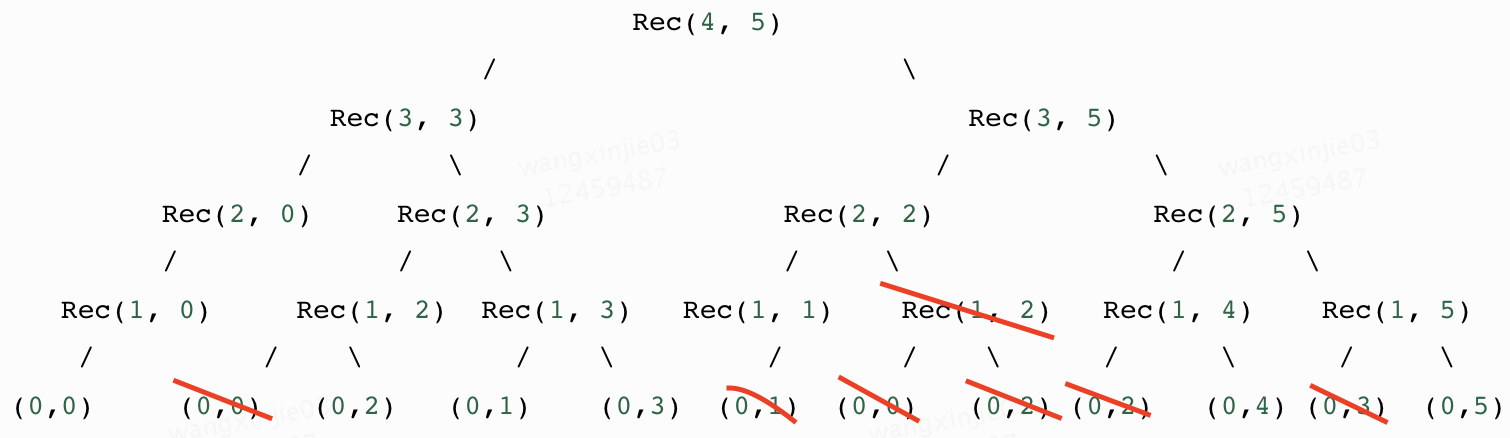 Rec(4, 5)
/ \
Rec(3, 3) Rec(3, 5)
/ \ / \
wangxinjie03 wangxinjie03
12459487 12459487
Rec(2, 0) Rec(2, 3) Rec(2, 2) Rec(2, 5)
/ / \ / \ / \
Rec(1, 0) Rec(1, 2) Rec(1, 3) Rec(1, 1) Rec(1, 2) Rec(1, 4) Rec(1, 5)
/ / \ / \ / / \ / \ / \
(0,0) (0,0) (0,2) (0,1) (0,3) (0,1) (0,0) (0,2) (0,2) (0,4) (0,3) (0,5)